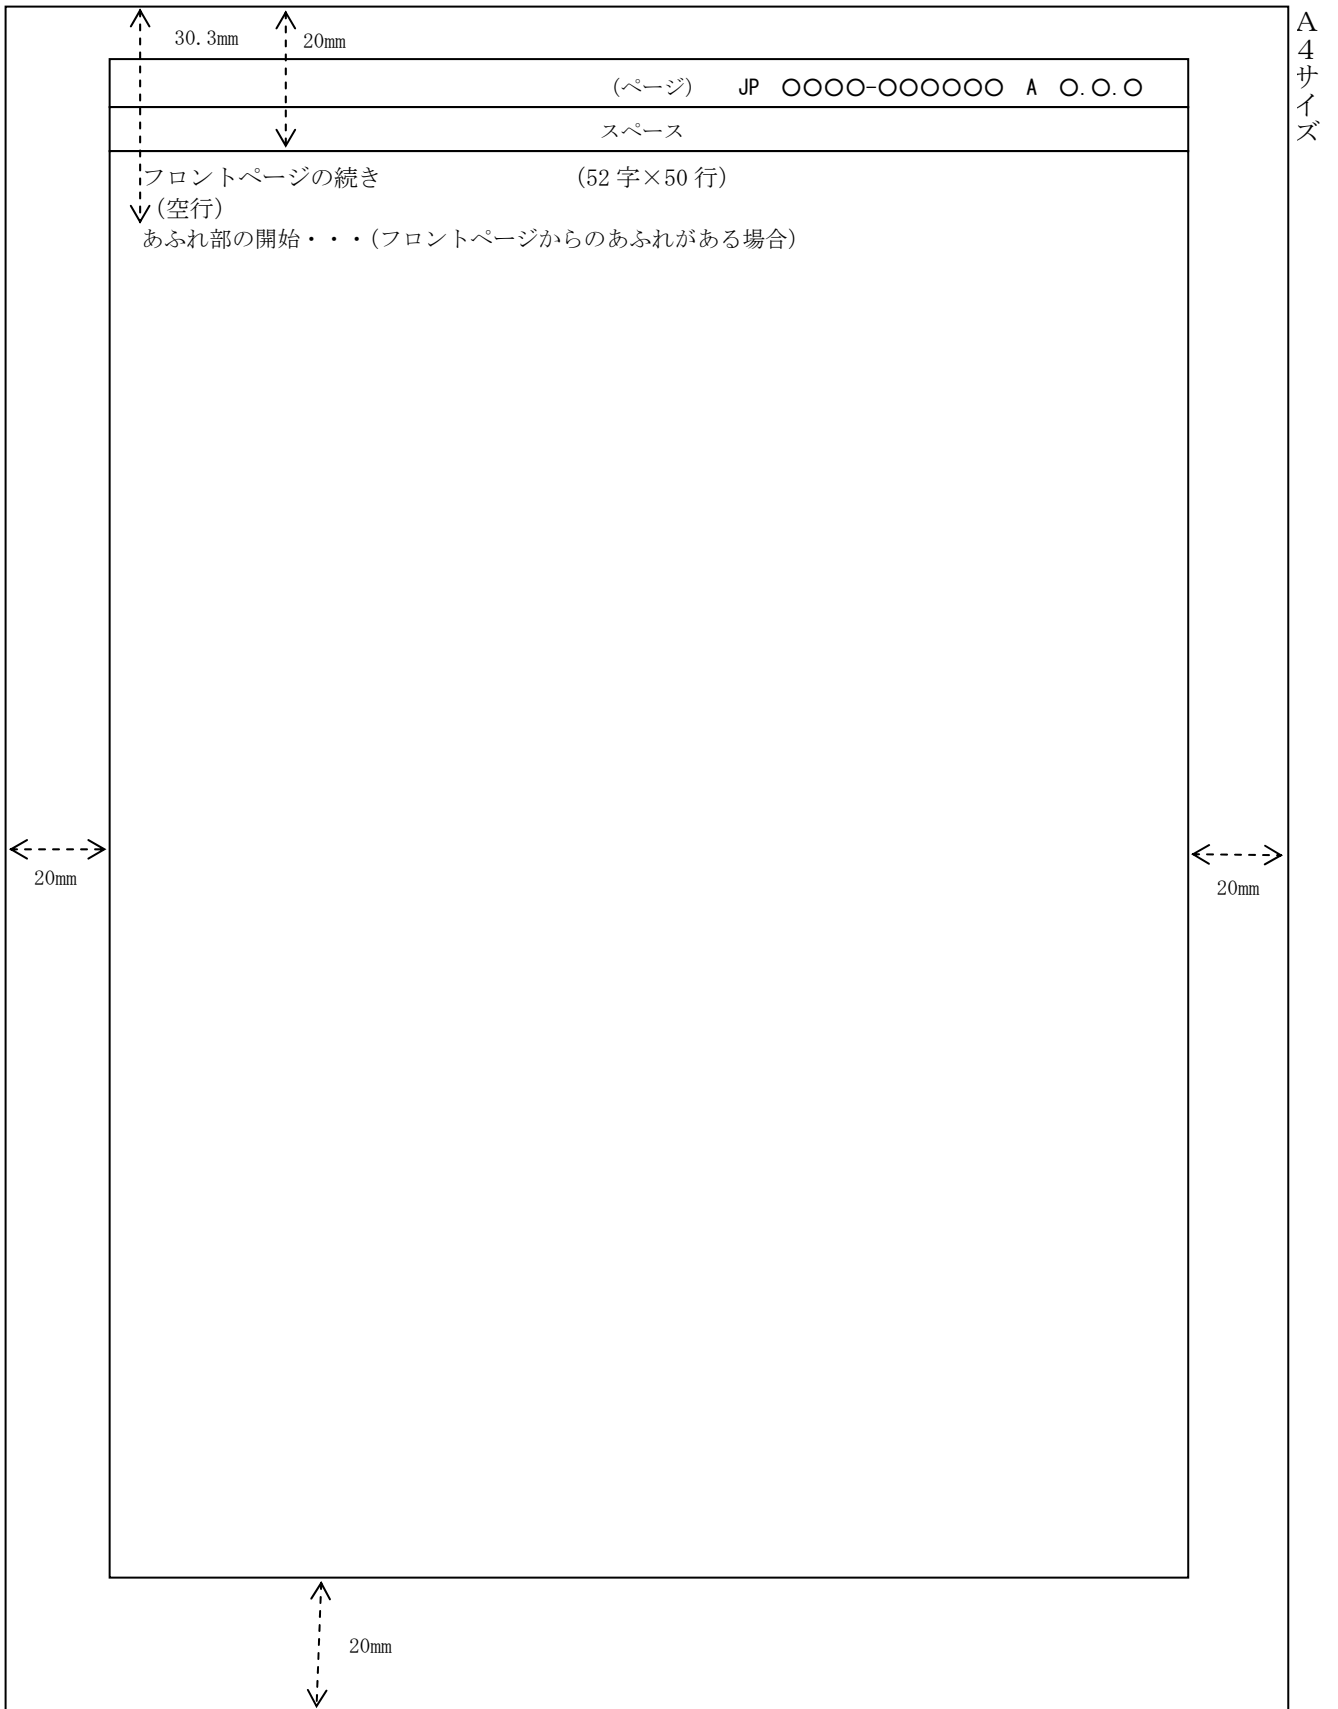 A4サイズ
30.3mm
20mm
(ページ) JP ○○○○-○○○○○○ A ○.○.○
スペース
フロントページの続き (52字×50行)
(空行)
あふれ部の開始・・・(フロントページからのあふれがある場合)
20mm
20mm
20mm